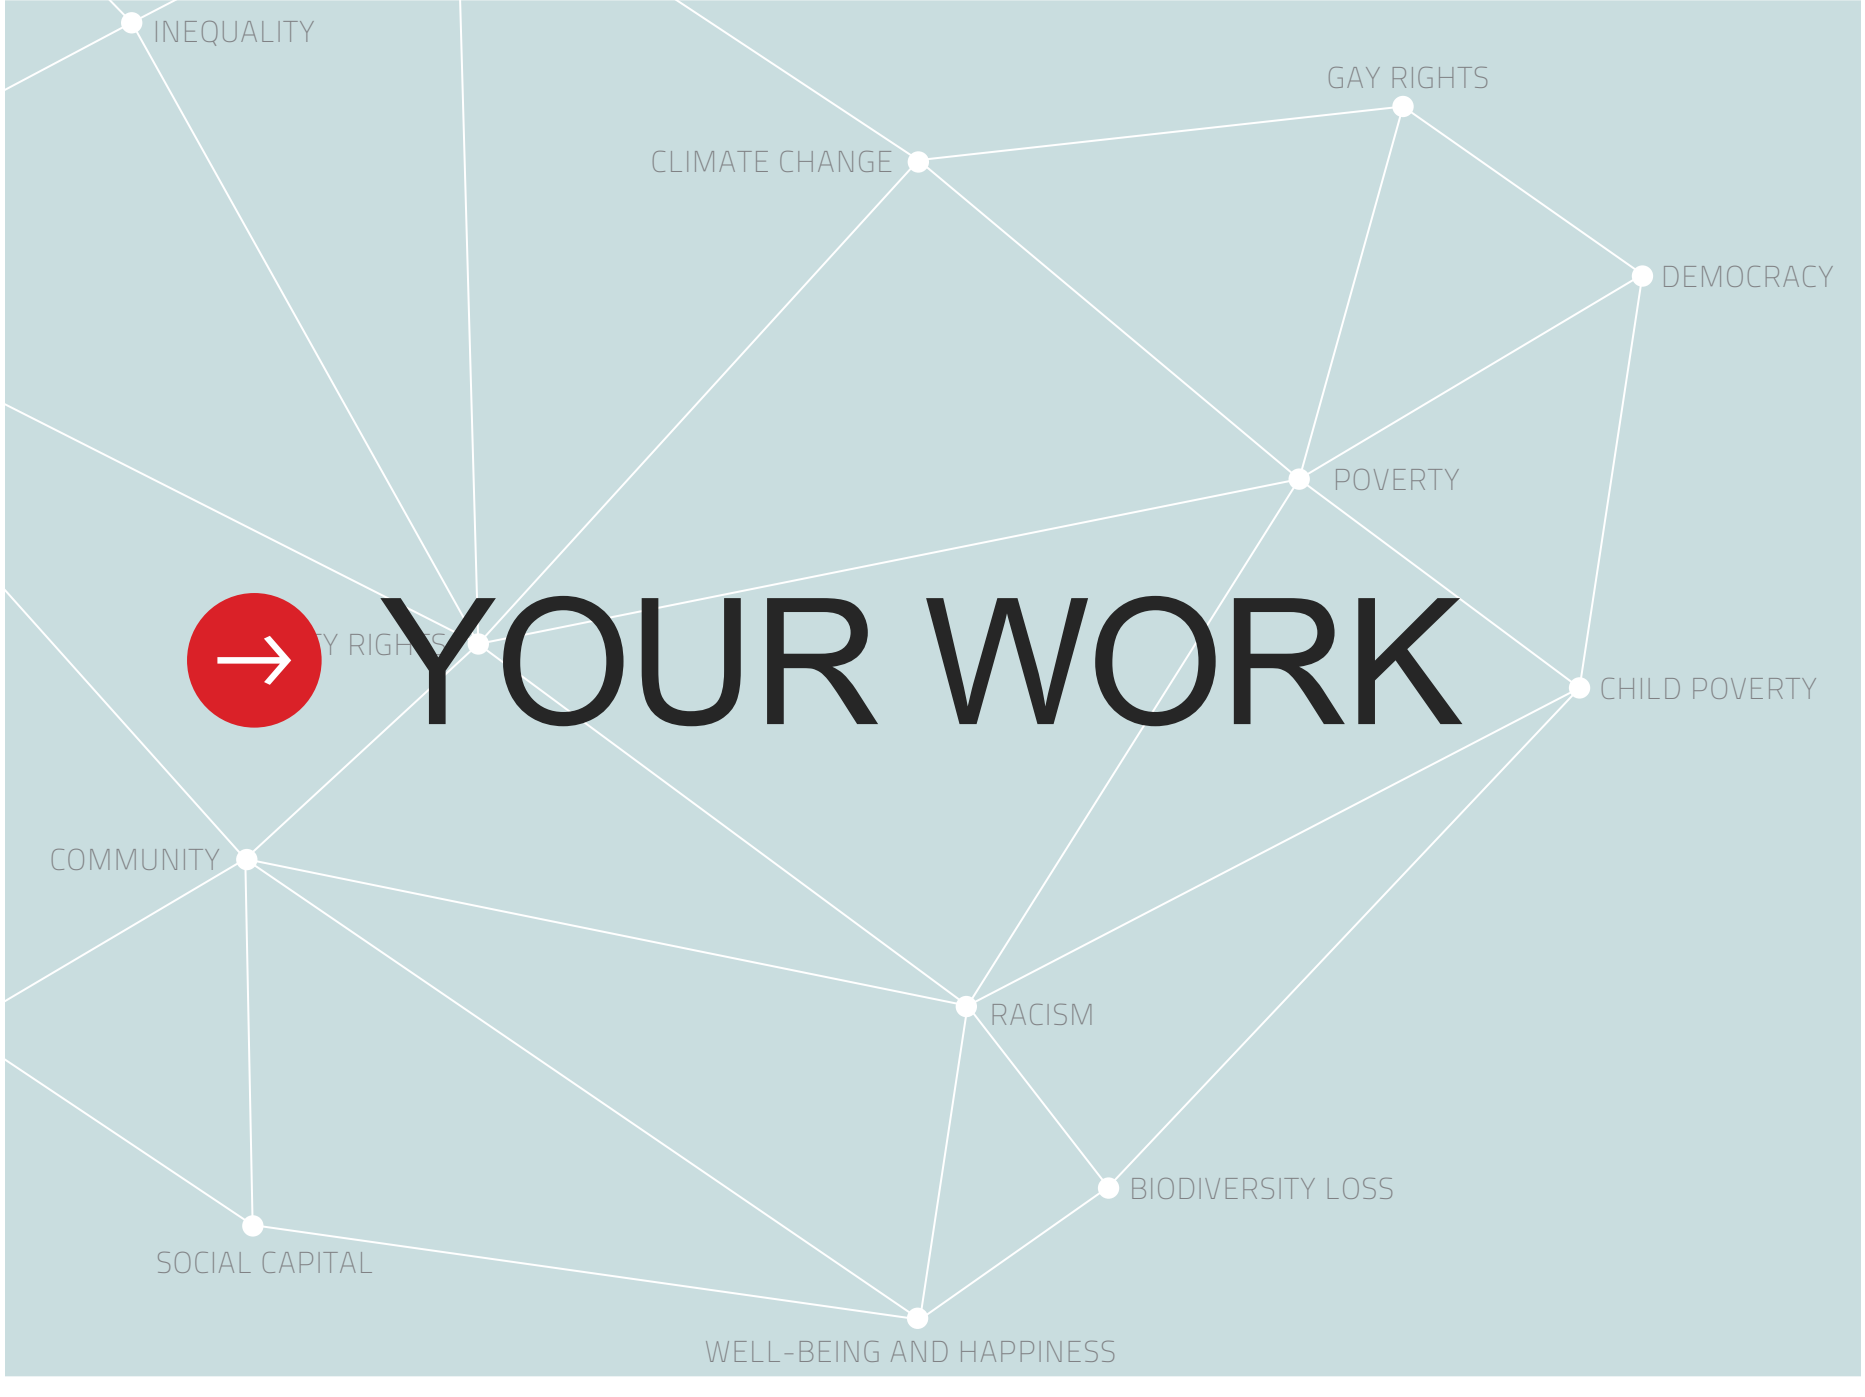 INEQUALITY
GAY RIGHTS
CLIMATE CHANGE
DEMOCRACY
POVERTY
RIGHTS
YOUR WORK
CHILD POVERTY
COMMUNITY
RACISM
BIODIVERSITY LOSS
SOCIAL CAPITAL
WELL-BEING AND HAPPINESS